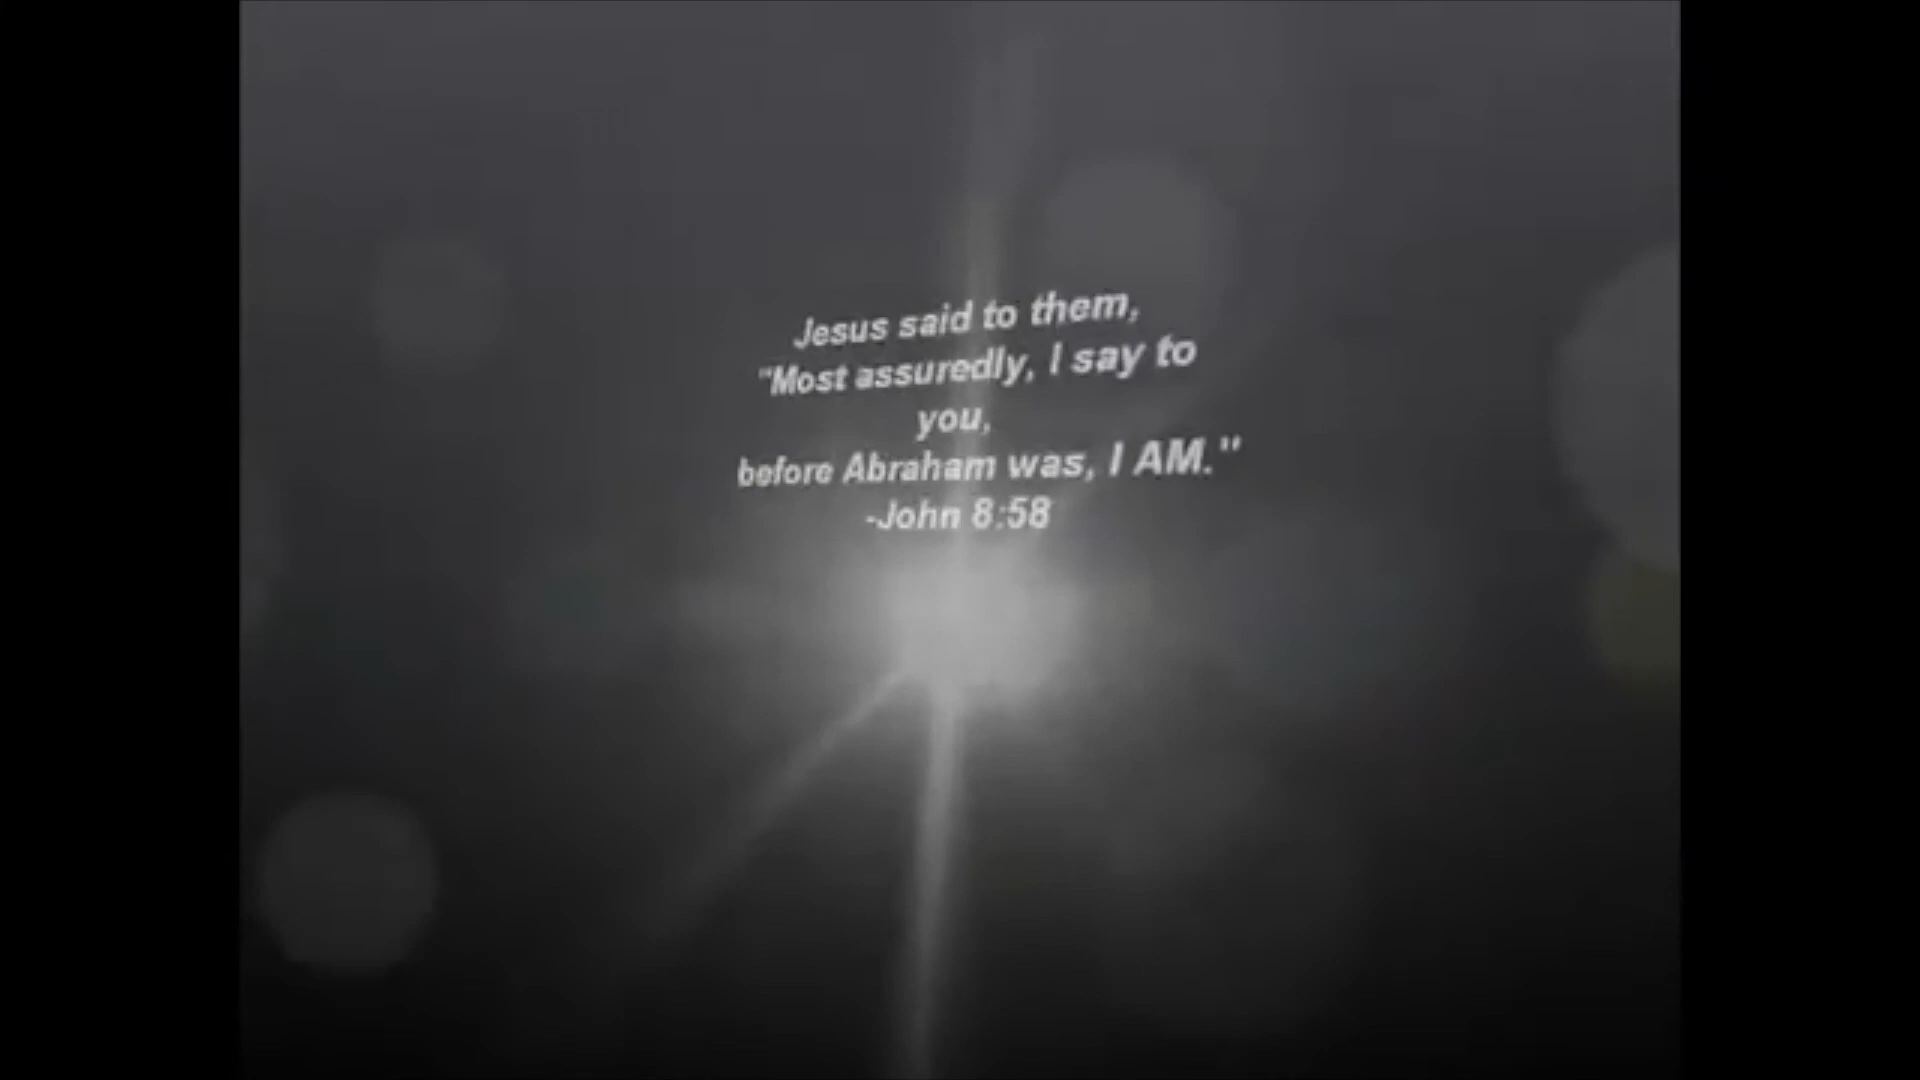 Jesus said to them,
"Most assuredly, I say to
you,
before Abraham was, I AM."
-John 8:58